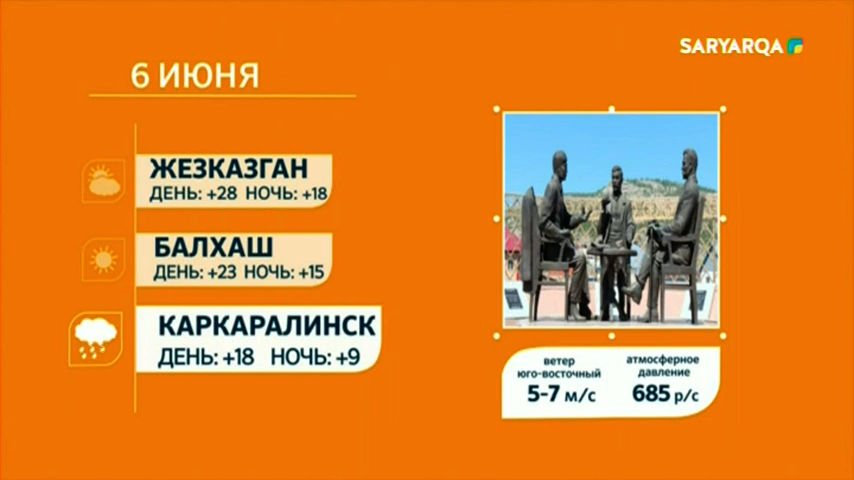 SARYARQA
6 ИЮНЯ
ЖЕЗКАЗГАН
ДЕНЬ: +28 НОЧЬ: +18
БАЛХАШ
ДЕНЬ: +23 НОЧЬ: +15
КАРКАРАЛИНСК
ДЕНЬ: +18 НОЧЬ: +9
ветер
юго-восточный
5-7 м/с
атмосферное
давление
685 р/с